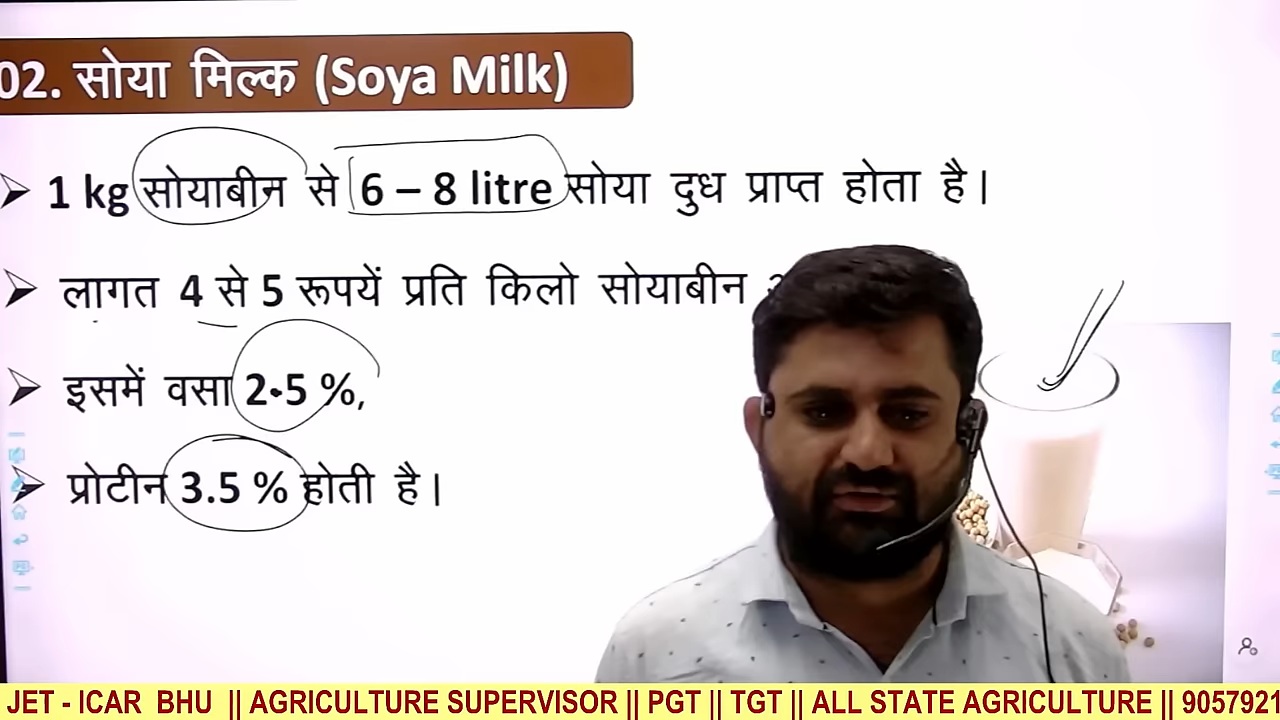 02. सोया मिल्क (Soya Milk)
1 kg सोयाबीन से 6 – 8 litre सोया दुध प्राप्त होता है।
लागत 4 से 5 रूपयें प्रति किलो सोयाबीन
इसमें वसा 2.5 %,
प्रोटीन 3.5 % होती है।
JET - ICAR BHU || AGRICULTURE SUPERVISOR || PGT || TGT || ALL STATE AGRICULTURE || 9057921